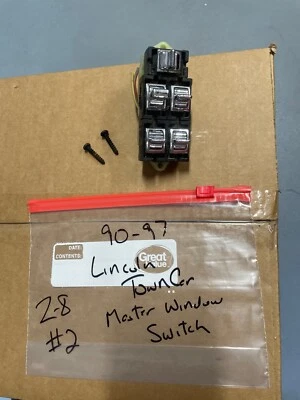 90-97
DATE:
CONTENTS:
Great Value
Lincoln
TownCar
Z-8
Master Window
#2
Switch